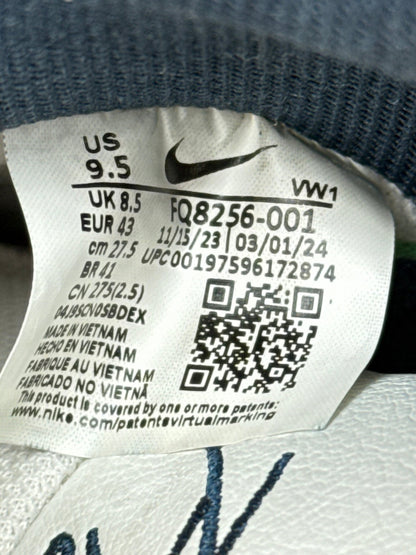 US
9.5
VW1
UK 8.5
FQ8256-001
EUR 43
11/15/23 | 03/01/24
cm 27.5
UPC00197596172874
BR 41
CN 275(2.5)
MADE IN VIETNAM
HECHO EN VIETNAM
FABRIQUE AU VIETNAM
FABRICADO NO VIETNÃ
This product is covered by one or more patents:
www.nike.com/patentsvirtualmarking